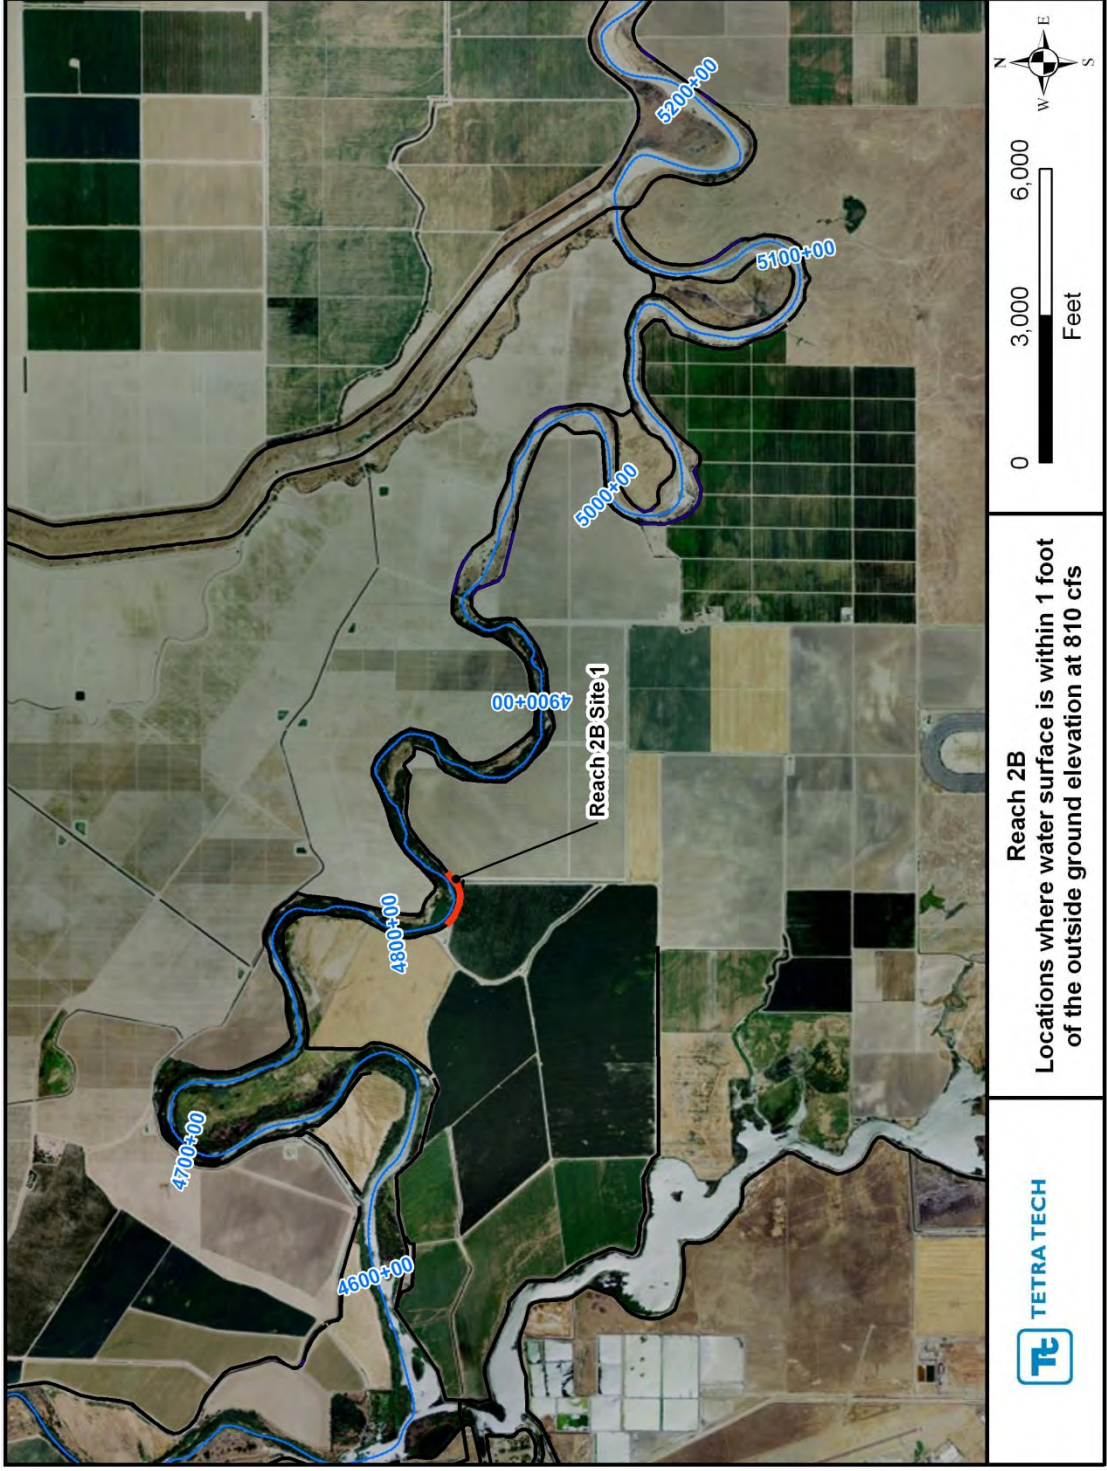 5200+00
5100+00
5000+00
4900+00
Reach 2B Site 1
4800+00
4700+00
4600+00
TETRA TECH
Reach 2B
Locations where water surface is within 1 foot
of the outside ground elevation at 810 cfs
0 3,000 6,000
Feet
N
W E
S